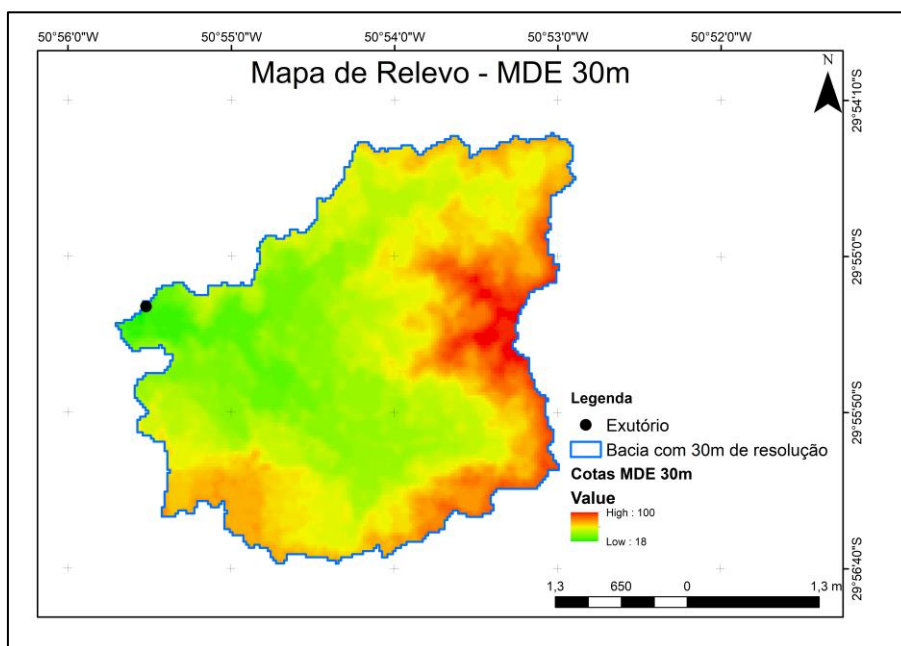 50°56'0"W 50°55'0"W 50°54'0"W 50°53'0"W 50°52'0"W
Mapa de Relevo - MDE 30m
N
29°54'10"S
29°55'0"S
29°55'50"S
29°56'40"S
Legenda
Exutório
Bacia com 30m de resolução
Cotas MDE 30m
Value
High : 100
Low : 18
1,3 650 0 1,3 m